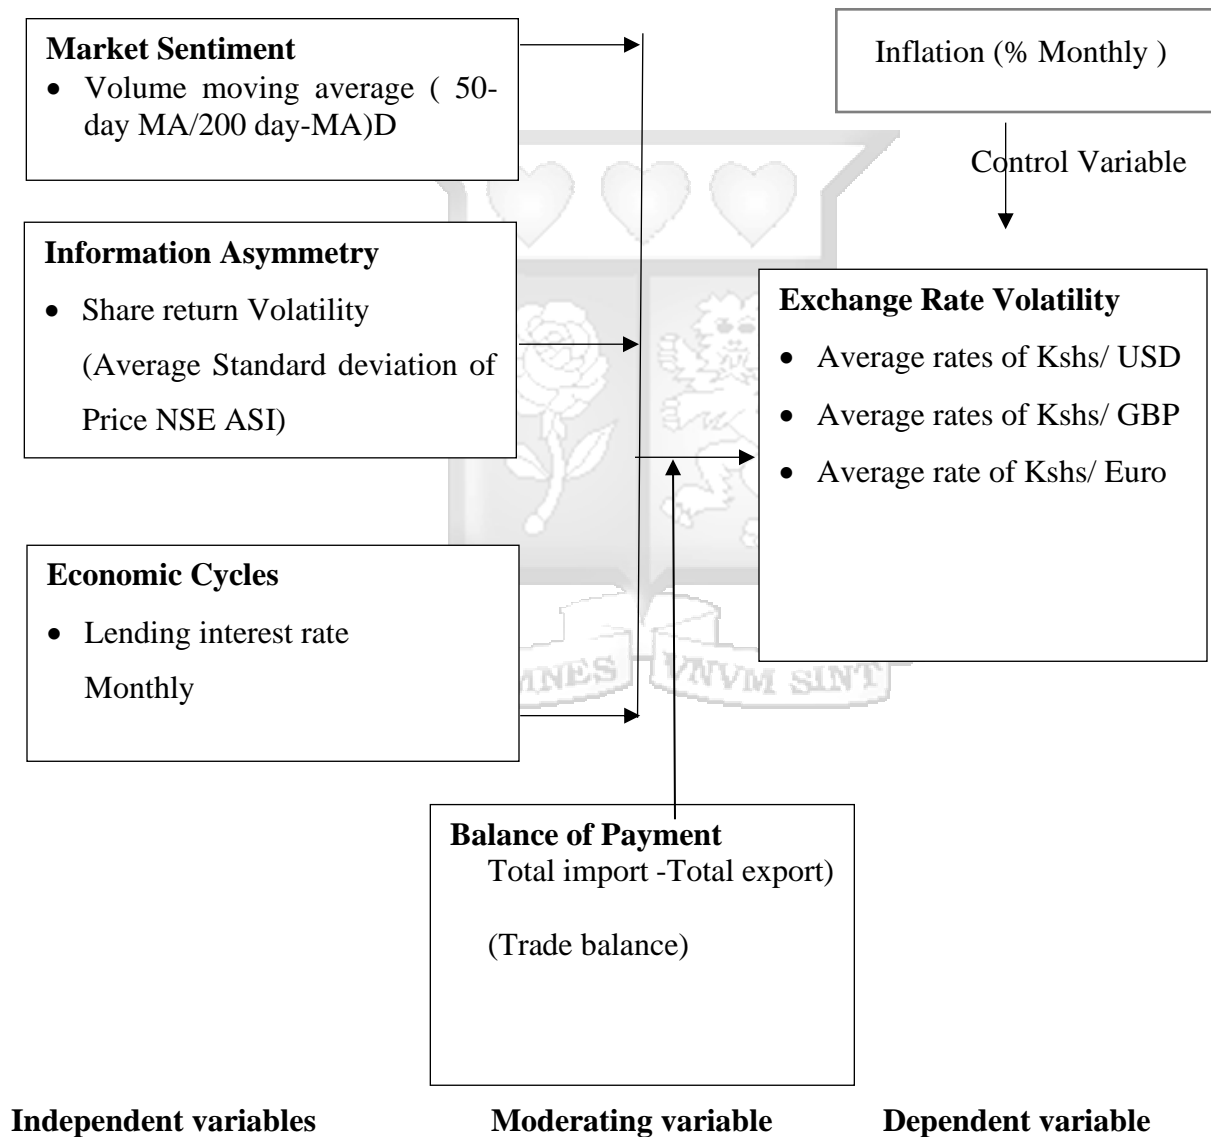 Market Sentiment
• Volume moving average ( 50-
day MA/200 day-MA)D
Inflation (% Monthly )
Control Variable
Information Asymmetry
• Share return Volatility
(Average Standard deviation of
Price NSE ASI)
Exchange Rate Volatility
• Average rates of Kshs/ USD
• Average rates of Kshs/ GBP
• Average rate of Kshs/ Euro
Economic Cycles
• Lending interest rate
Monthly
VNVM SINT
Balance of Payment
Total import -Total export)
(Trade balance)
Independent variables
Moderating variable
Dependent variable